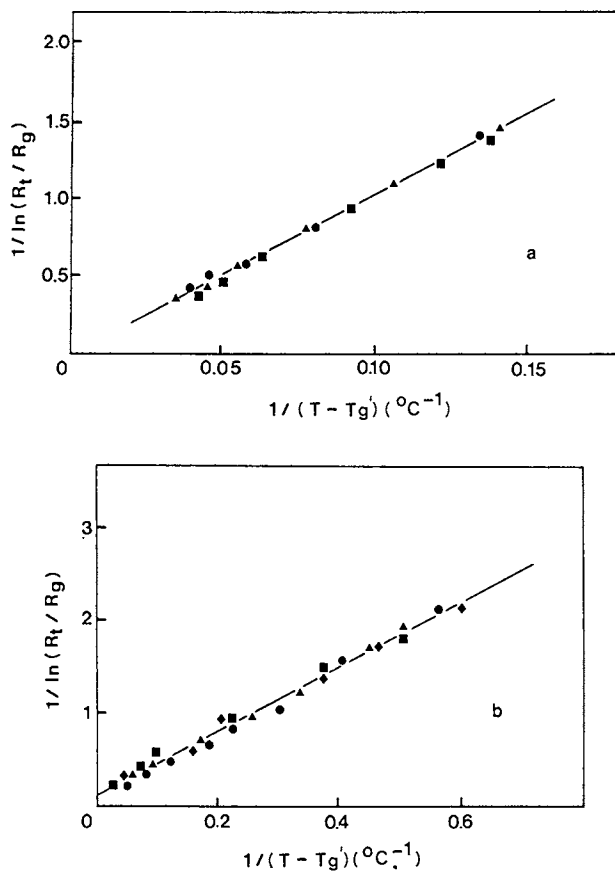 2.0
1.5
1.0
0.5
1/ln(Rt/Rg)
a
0 0.05 0.10 0.15
1/(T-Tg')(°C-1)
3
2
1
1/ln(Rt/Rg)
b
0 0.2 0.4 0.6
1/(T-Tg')(°C-1)